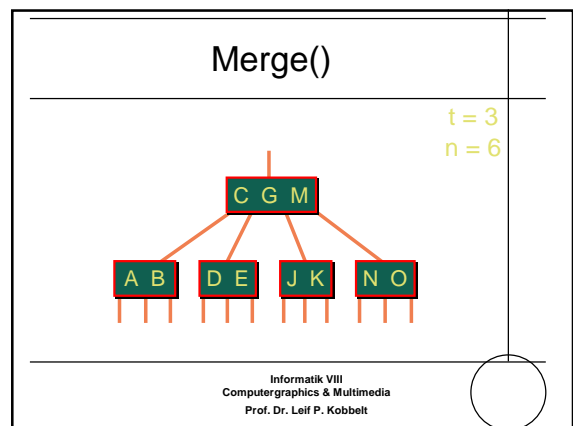 Merge()
t = 3
n = 6
C G M
A B D E J K N O
Informatik VIII
Computergraphics & Multimedia
Prof. Dr. Leif P. Kobbelt